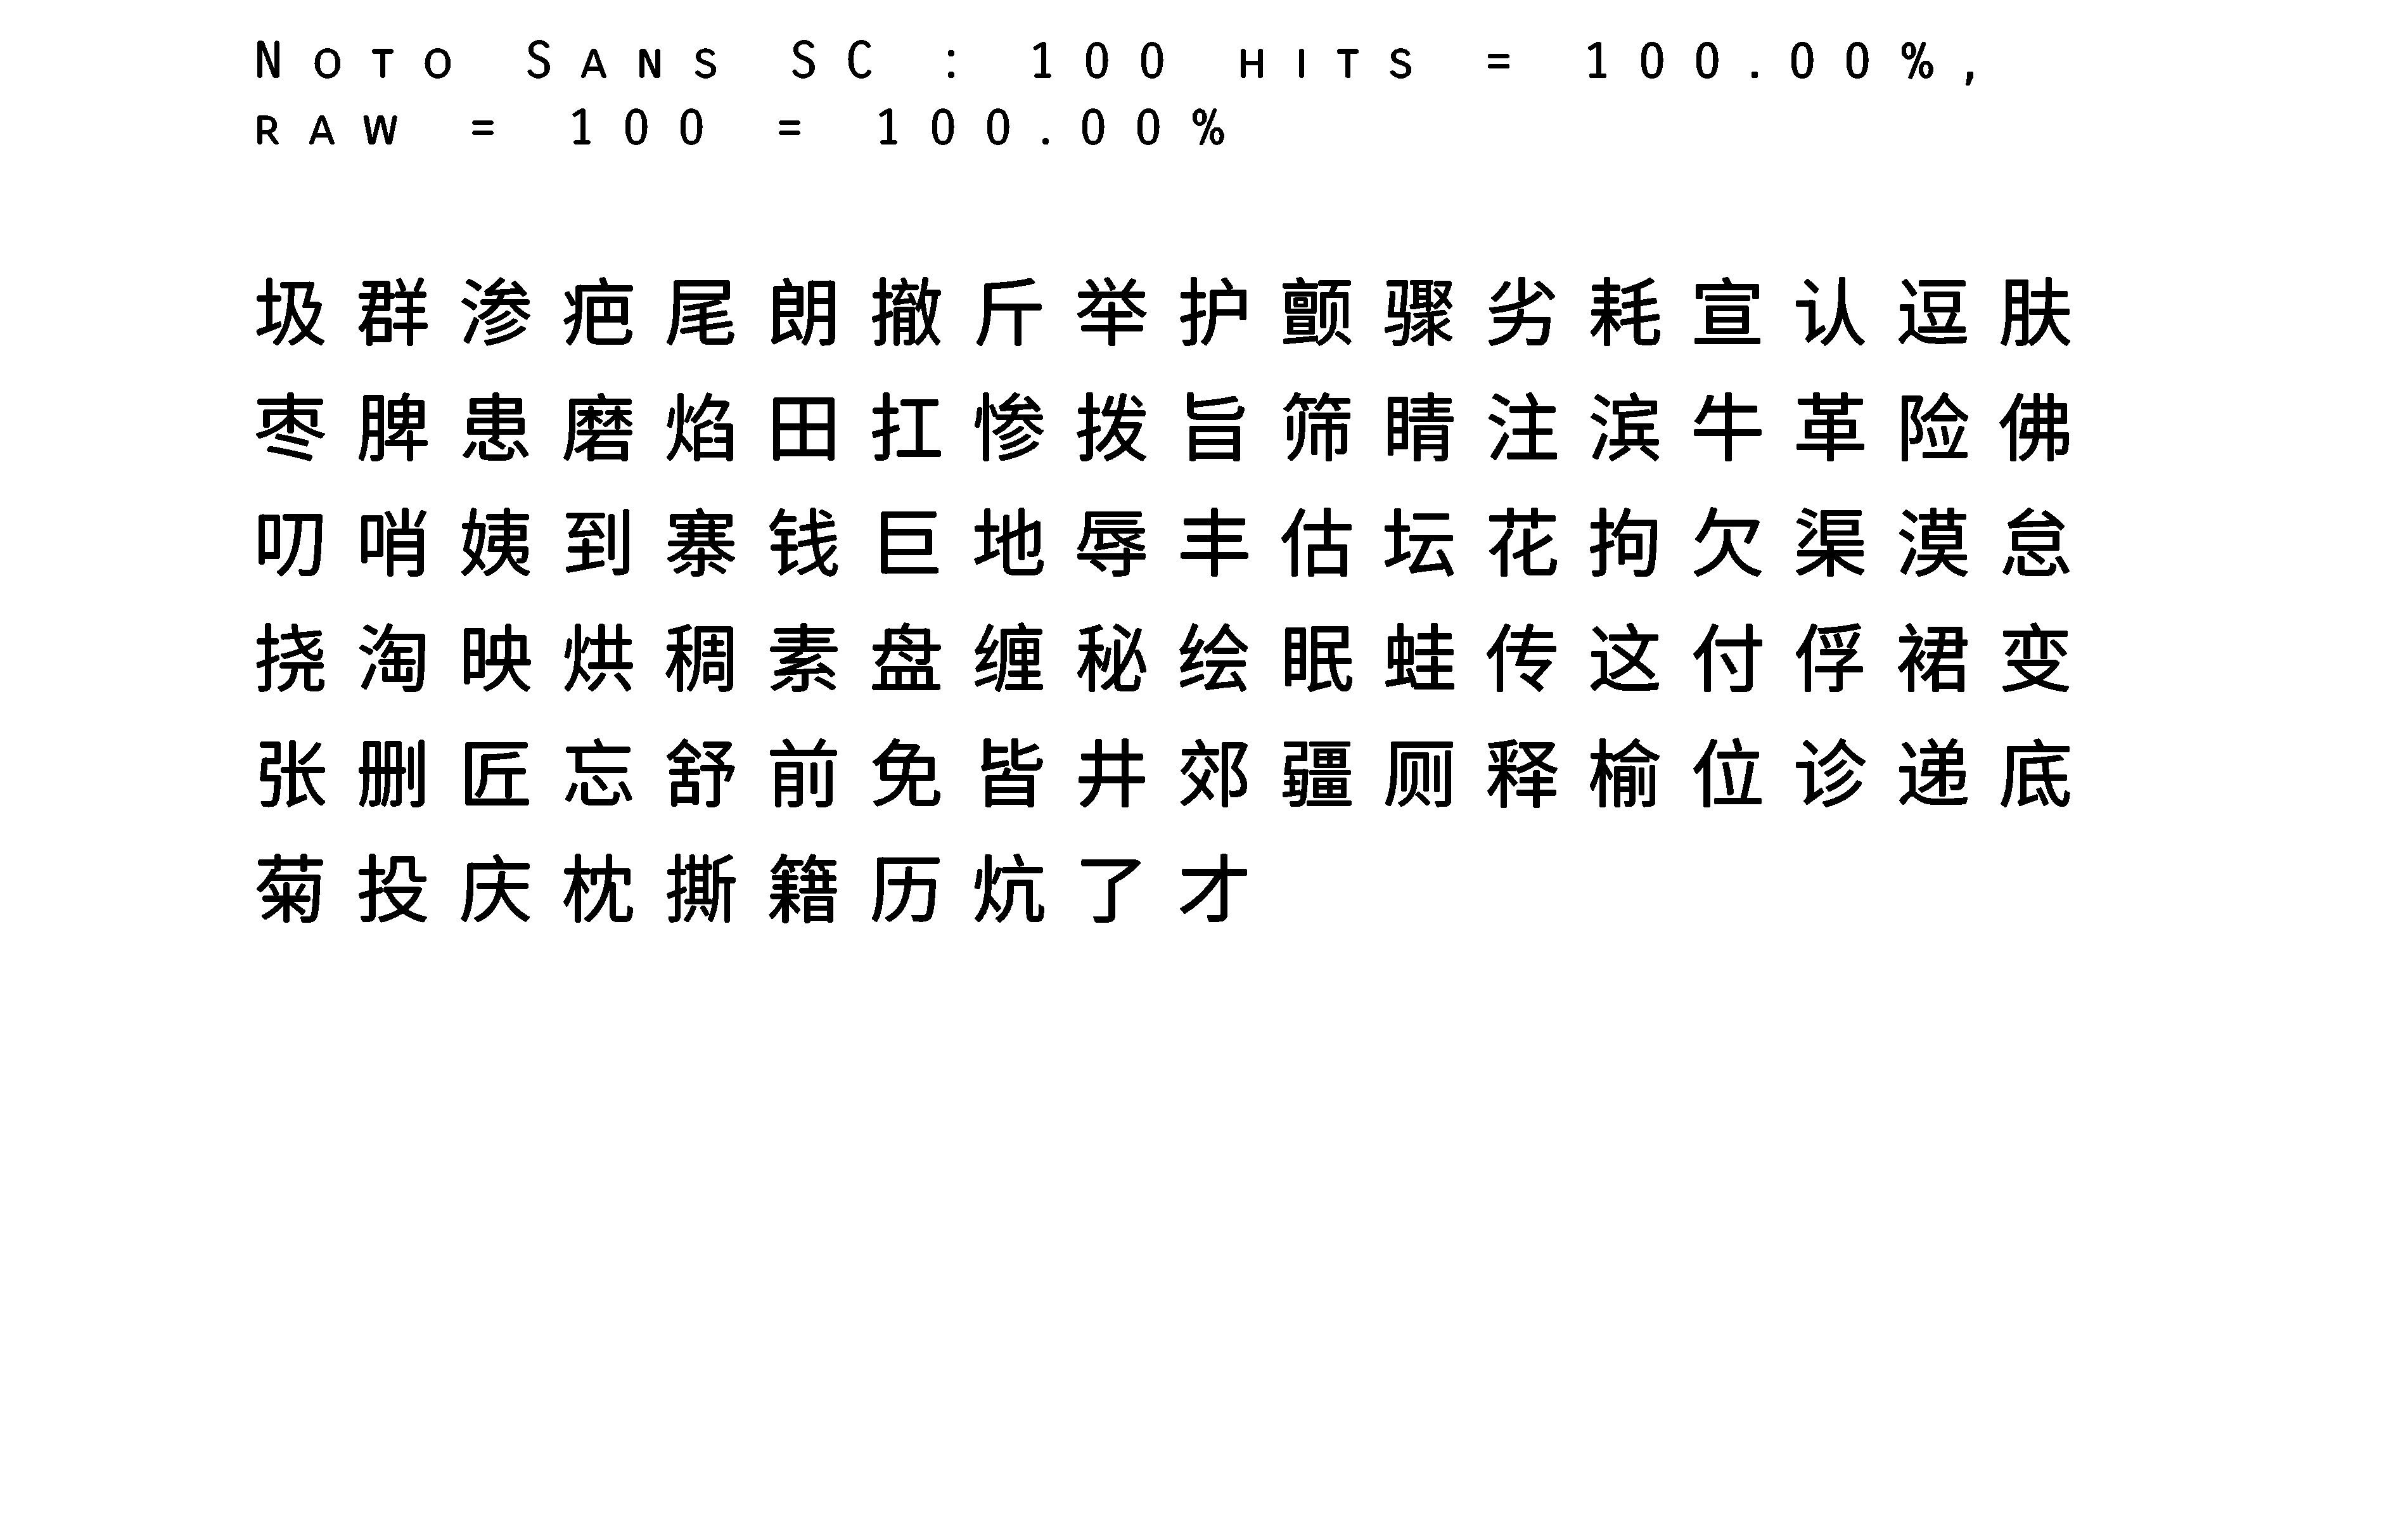 Noto Sans SC : 100 hits = 100.00%,
raw = 100 = 100.00%
圾群渗疤尾朗撤斤举护颤骤劣耗宣认逗肤
枣脾患磨焰田扛惨拨旨筛睛注滨牛革险佛
叨哨姨到寨钱巨地辱丰估坛花拘欠渠漠怠
挠淘映烘稠素盘缠秘绘眠蛙传这付俘裙变
张删匠忘舒前免皆井郊疆厕释榆位诊递底
菊投庆枕撕籍历炕了才